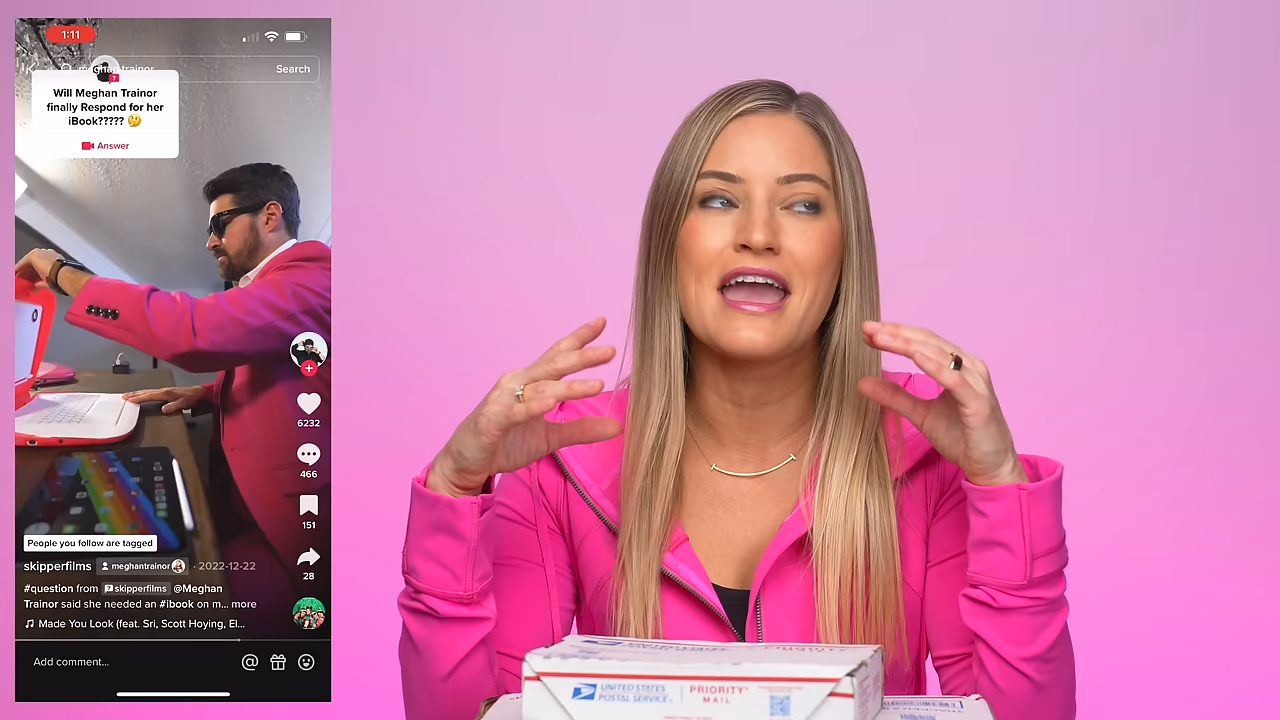 1:11
meghan trainor
Search
Will Meghan Trainor
finally Respond for her
iBook????? 🤔
Answer
6232
466
151
28
People you follow are tagged
skipperfilms meghantrainor · 2022-12-22
#question from skipperfilms @Meghan
Trainor said she needed an #ibook on m... more
Made You Look (feat. Sri, Scott Hoying, El...
Add comment...
UNITED STATES
POSTAL SERVICE
PRIORITY
MAIL